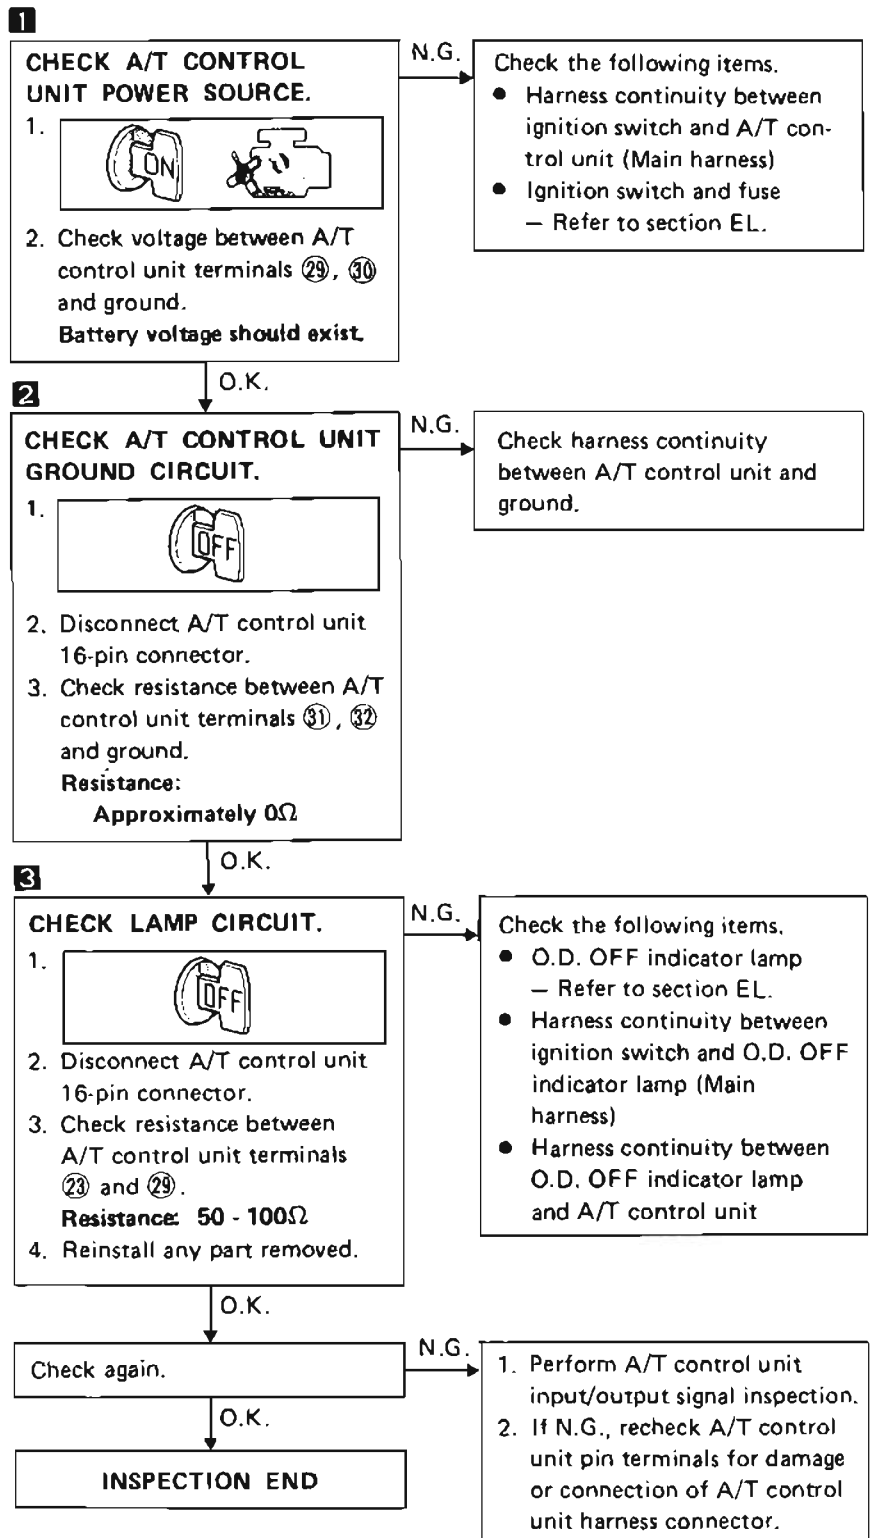 1
CHECK A/T CONTROL
UNIT POWER SOURCE.
1.
ON
2. Check voltage between A/T
control unit terminals ㉙, ㉚
and ground.
Battery voltage should exist.
N.G.
Check the following items.
● Harness continuity between
ignition switch and A/T con-
trol unit (Main harness)
● Ignition switch and fuse
— Refer to section EL.
O.K.
2
CHECK A/T CONTROL UNIT
GROUND CIRCUIT.
1.
OFF
2. Disconnect A/T control unit
16-pin connector.
3. Check resistance between A/T
control unit terminals ㉛, ㉜
and ground.
Resistance:
Approximately 0Ω
N.G.
Check harness continuity
between A/T control unit and
ground.
O.K.
3
CHECK LAMP CIRCUIT.
1.
OFF
2. Disconnect A/T control unit
16-pin connector.
3. Check resistance between
A/T control unit terminals
㉓ and ㉙.
Resistance: 50 - 100Ω
4. Reinstall any part removed.
N.G.
Check the following items.
● O.D. OFF indicator lamp
— Refer to section EL.
● Harness continuity between
ignition switch and O.D. OFF
indicator lamp (Main
harness)
● Harness continuity between
O.D. OFF indicator lamp
and A/T control unit
O.K.
Check again.
N.G.
1. Perform A/T control unit
input/output signal inspection.
2. If N.G., recheck A/T control
unit pin terminals for damage
or connection of A/T control
unit harness connector.
O.K.
INSPECTION END